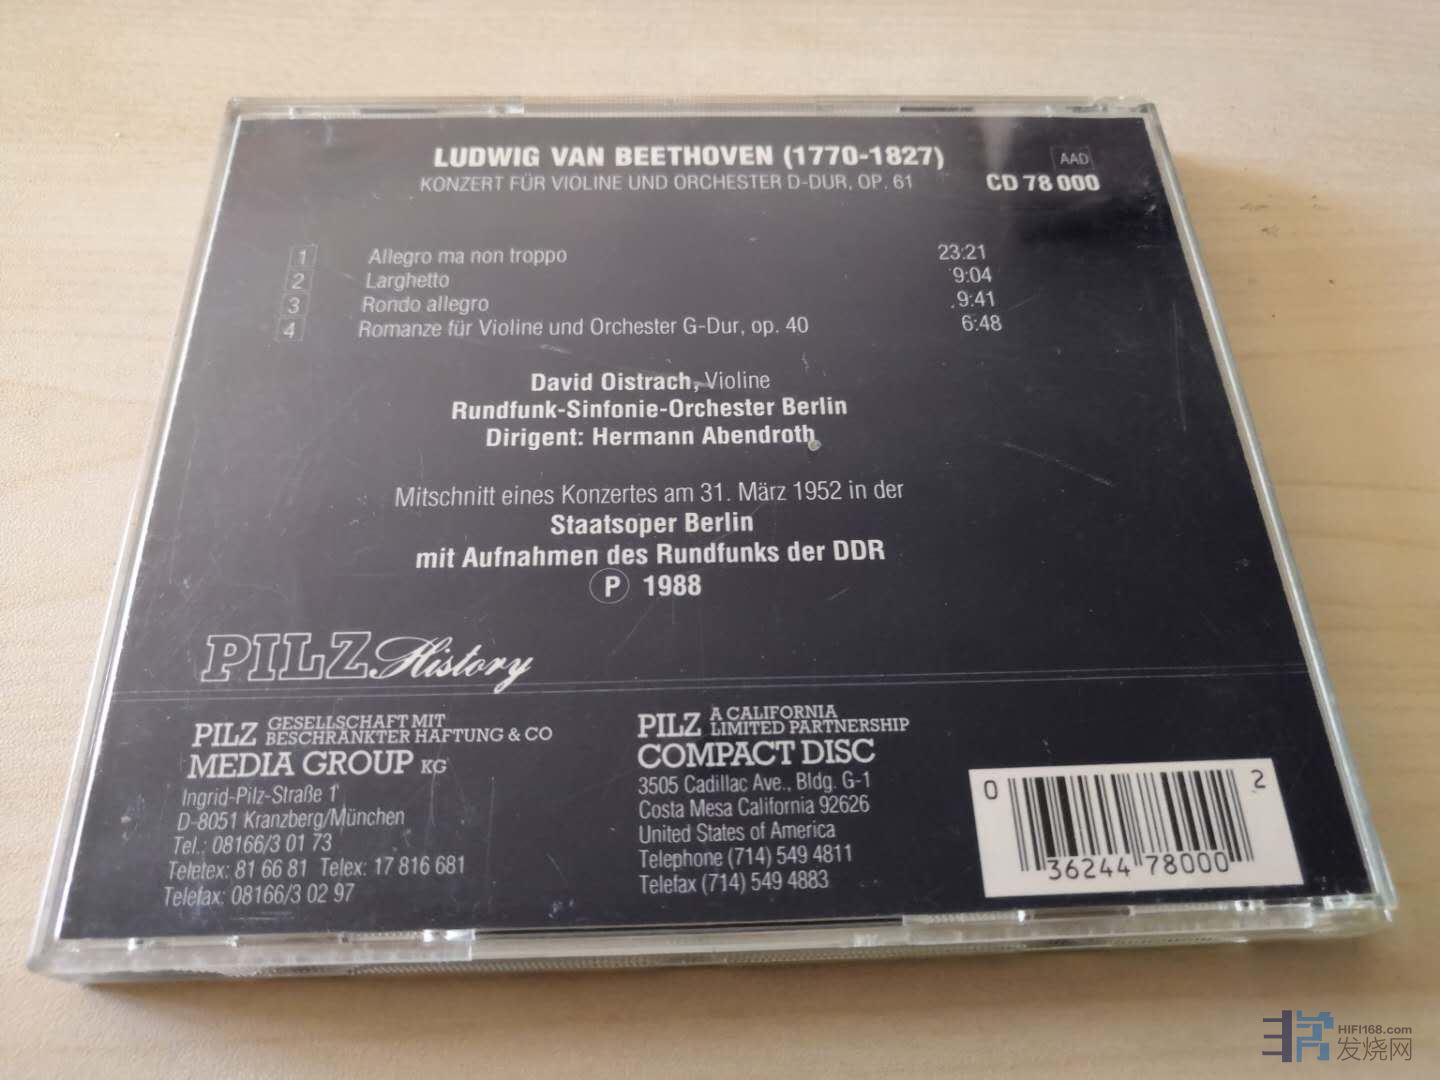 LUDWIG VAN BEETHOVEN (1770-1827)
KONZERT FÜR VIOLINE UND ORCHESTER D-DUR, OP. 61
AAD
CD 78 000
1 Allegro ma non troppo 23:21
2 Larghetto 9:04
3 Rondo allegro 9:41
4 Romanze für Violine und Orchester G-Dur, op. 40 6:48
David Oistrach, Violine
Rundfunk-Sinfonie-Orchester Berlin
Dirigent: Hermann Abendroth
Mitschnitt eines Konzertes am 31. März 1952 in der
Staatsoper Berlin
mit Aufnahmen des Rundfunks der DDR
Ⓟ 1988
PILZ History
PILZ GESELLSCHAFT MIT
BESCHRÄNKTER HAFTUNG & CO
MEDIA GROUP KG
Ingrid-Pilz-Straße 1
D-8051 Kranzberg/München
Tel.: 08166/3 01 73
Teletex: 81 66 81 Telex: 17 816 681
Telefax: 08166/3 02 97
PILZ A CALIFORNIA
LIMITED PARTNERSHIP
COMPACT DISC
3505 Cadillac Ave., Bldg. G-1
Costa Mesa California 92626
United States of America
Telephone (714) 549 4811
Telefax (714) 549 4883
0 36244 78000 2
HIFI168.com
发烧网